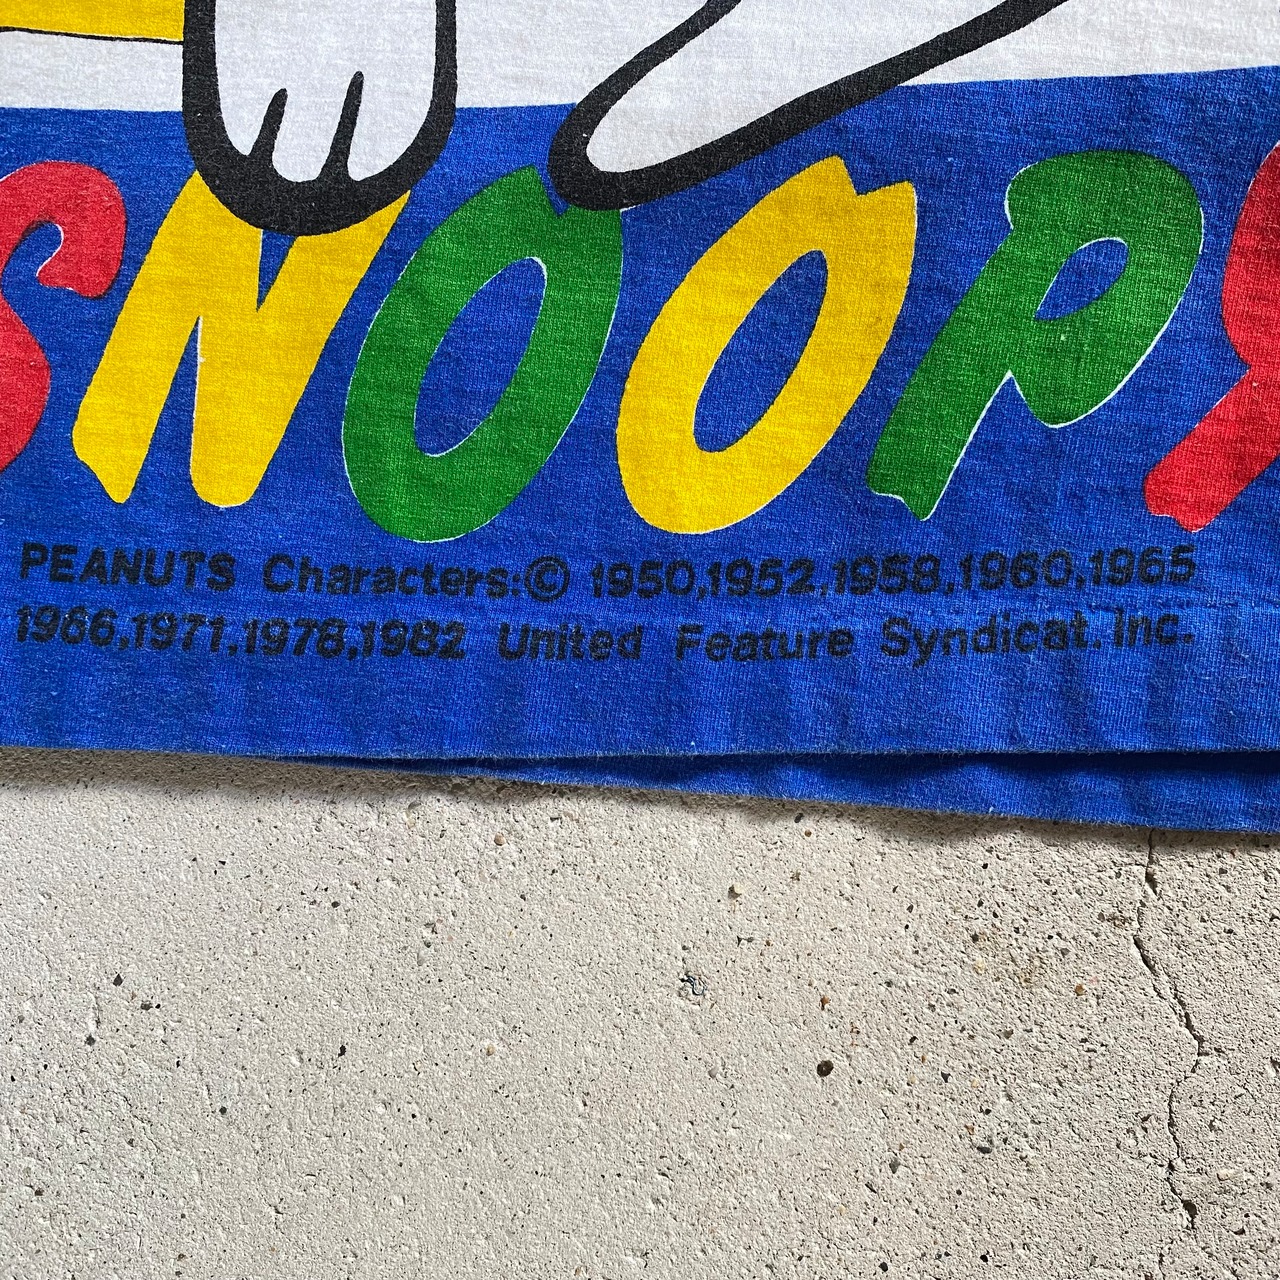 SNOOPY
PEANUTS Characters:© 1950,1952,1958,1960,1965
1966,1971,1978,1982 United Feature Syndicat.Inc.